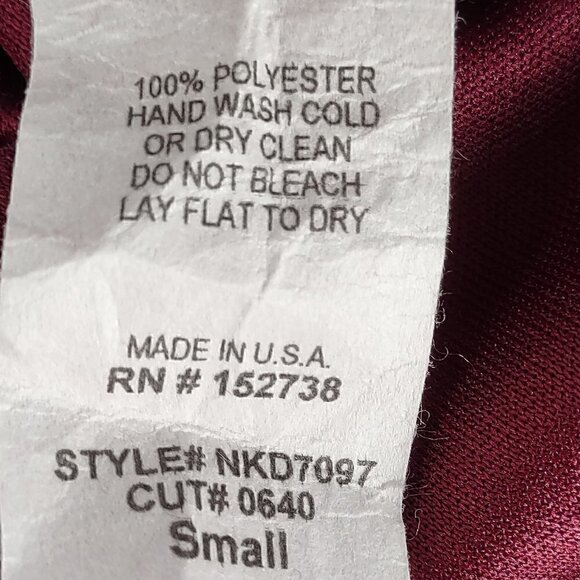 100% POLYESTER
HAND WASH COLD
OR DRY CLEAN
DO NOT BLEACH
LAY FLAT TO DRY
MADE IN U.S.A.
RN # 152738
STYLE# NKD7097
CUT# 0640
Small